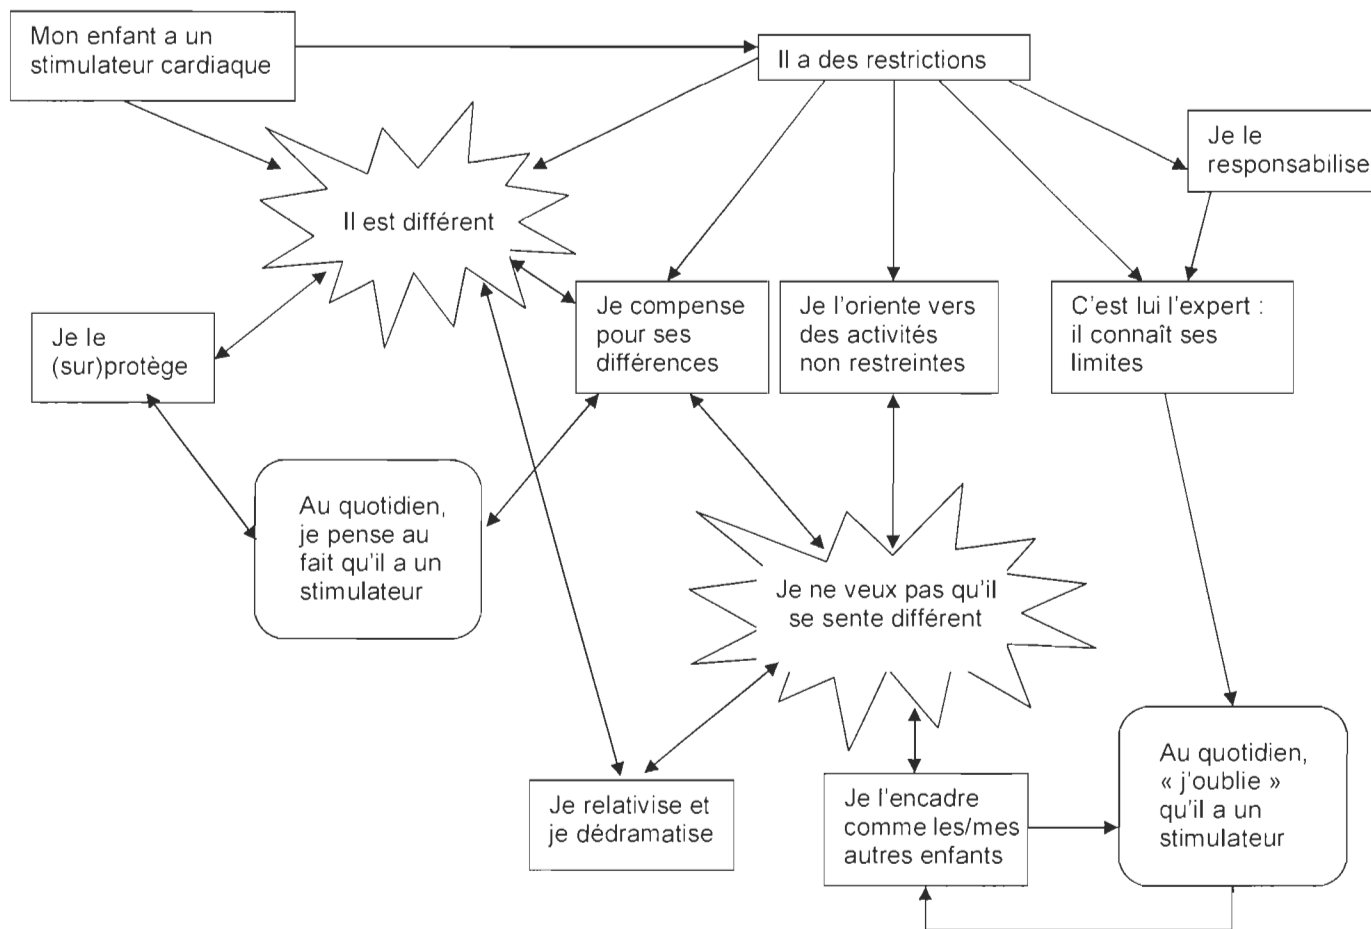 Mon enfant a un
stimulateur cardiaque
Il a des restrictions
Je le
responsabilise
Il est différent
Je le
(sur)protège
Je compense
pour ses
différences
Je l'oriente vers
des activités
non restreintes
C'est lui l'expert :
il connaît ses
limites
Au quotidien,
je pense au
fait qu'il a un
stimulateur
Je ne veux pas qu'il
se sente différent
Je relativise et
je dédramatise
Je l'encadre
comme les/mes
autres enfants
Au quotidien,
« j'oublie »
qu'il a un
stimulateur